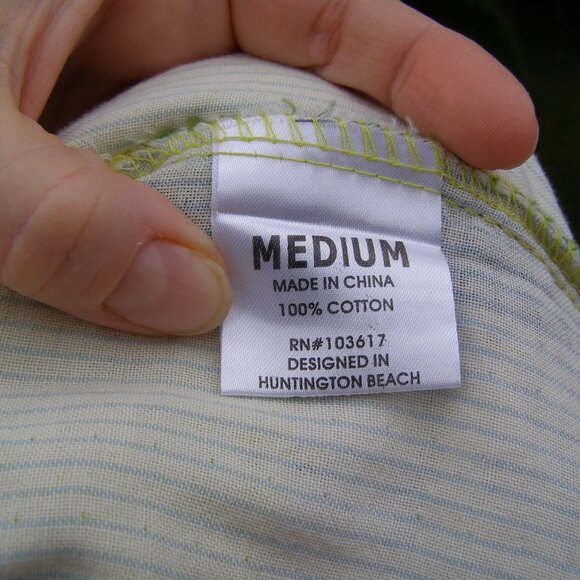 MEDIUM
MADE IN CHINA
100% COTTON
RN#103617
DESIGNED IN
HUNTINGTON BEACH